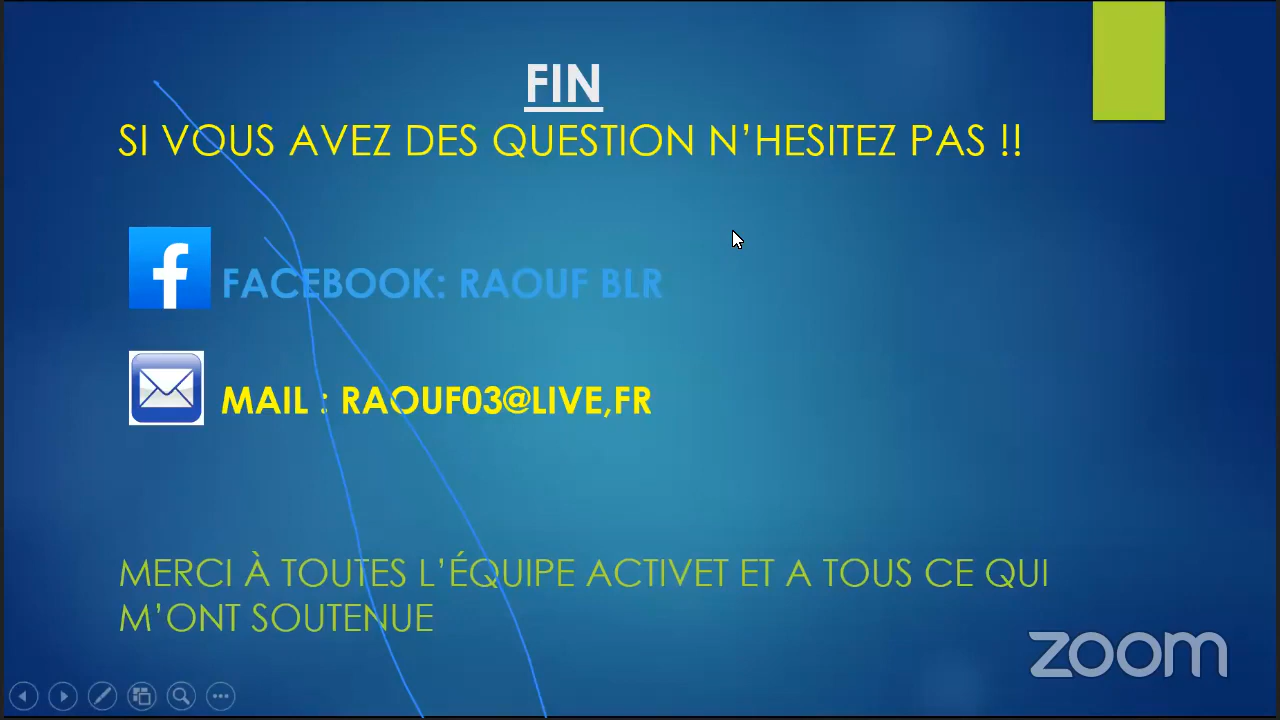 FIN
SI VOUS AVEZ DES QUESTION N’HESITEZ PAS !!
FACEBOOK: RAOUF BLR
MAIL : RAOUF03@LIVE,FR
MERCI À TOUTES L’ÉQUIPE ACTIVET ET A TOUS CE QUI
M’ONT SOUTENUE
zoom